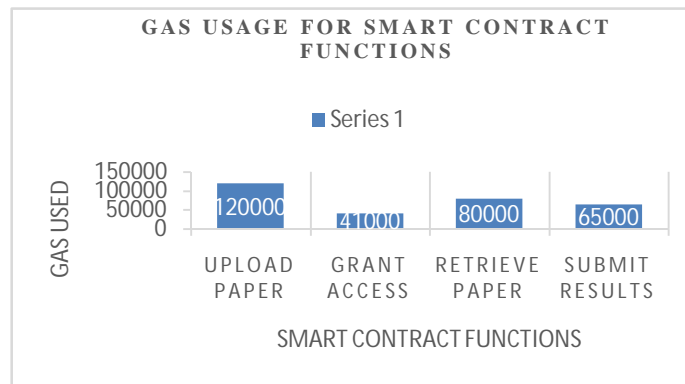 GAS USAGE FOR SMART CONTRACT
FUNCTIONS
Series 1
150000
100000
50000
0
GAS USED
120000
41000
80000
65000
UPLOAD
PAPER
GRANT
ACCESS
RETRIEVE
PAPER
SUBMIT
RESULTS
SMART CONTRACT FUNCTIONS